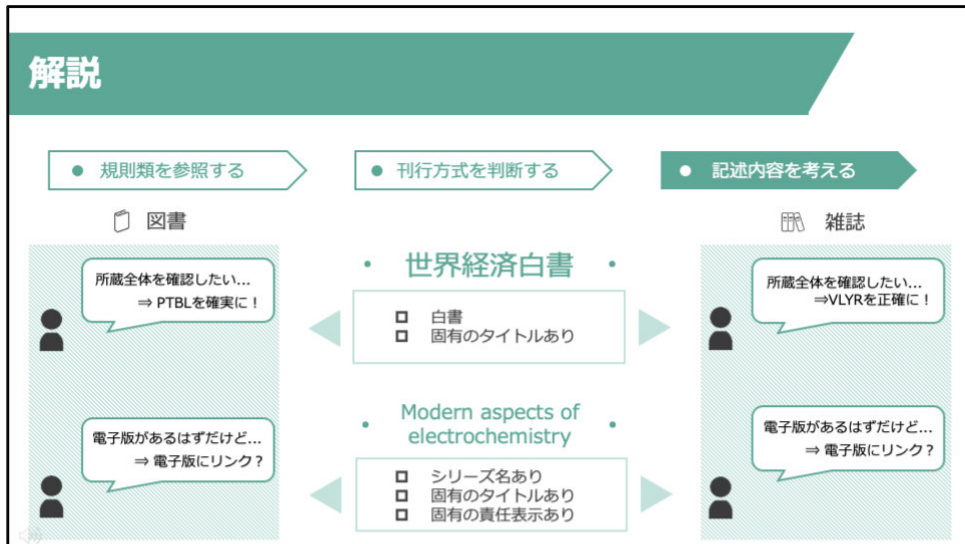 解説
● 規則類を参照する
● 刊行方式を判断する
● 記述内容を考える
図書
所蔵全体を確認したい...
⇒ PTBLを確実に！
電子版があるはずだけど...
⇒ 電子版にリンク？
・ 世界経済白書 ・
□ 白書
□ 固有のタイトルあり
・ Modern aspects of
electrochemistry ・
□ シリーズ名あり
□ 固有のタイトルあり
□ 固有の責任表示あり
雑誌
所蔵全体を確認したい...
⇒VLYRを正確に！
電子版があるはずだけど...
⇒ 電子版にリンク？